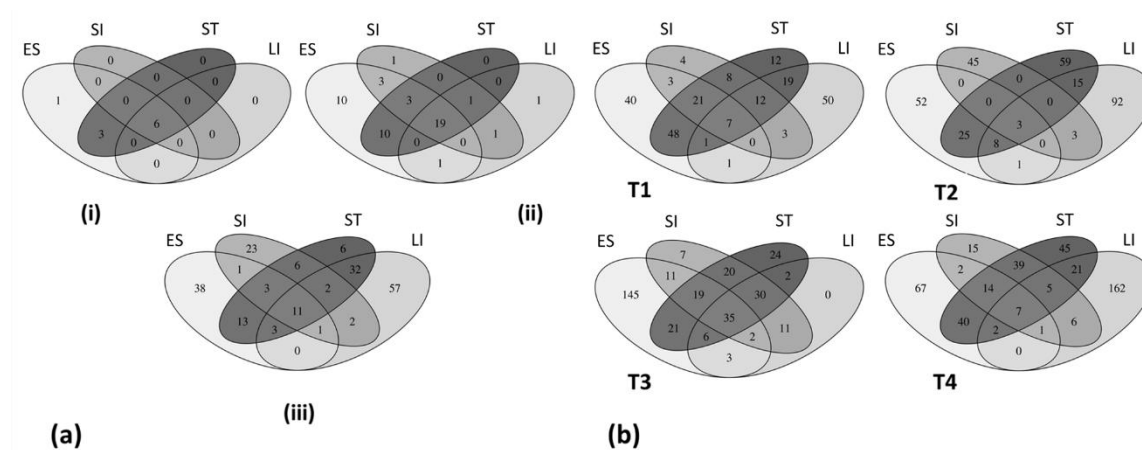 SI ST SI ST SI ST SI ST
ES LI ES LI ES LI ES LI
0 0 1 0 4 12 45 59
0 0 0 3 0 0 3 8 19 0 0 15
1 0 0 0 10 3 1 1 40 21 12 50 52 0 0 92
6 19 7 3
3 0 0 0 10 0 0 1 48 1 0 3 25 8 0 3
0 1 1 1
T1 T2
(i) (ii)
SI ST SI ST SI ST
ES LI ES LI ES LI
23 6 7 24 15 45
1 6 32 11 20 2 2 39 21
38 3 2 57 145 19 30 0 67 14 5 162
11 35 7
13 3 1 2 21 6 2 11 40 2 1 6
0 3 0
T3 T4
(iii)
(a) (b)